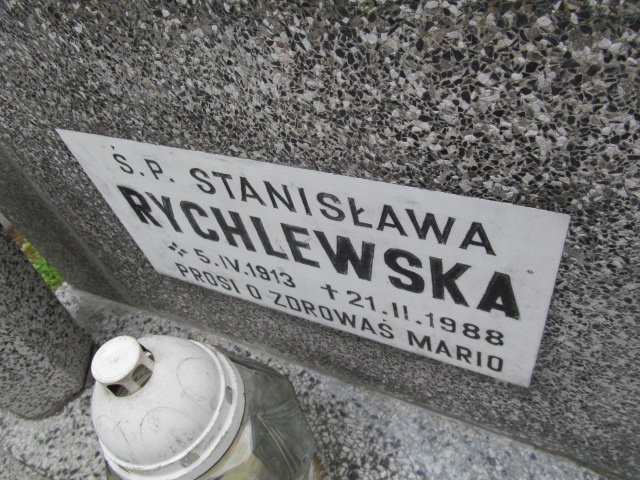 Ś.P. STANISŁAWA
RYCHLEWSKA
* 5.IV.1913 † 21.II.1988
PROSI O ZDROWAŚ MARIO